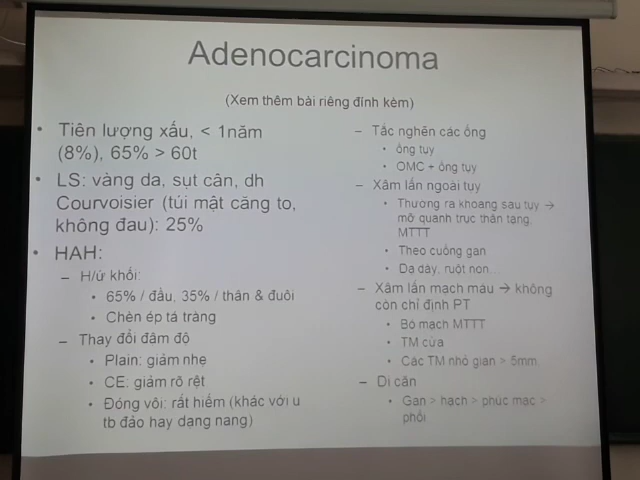 Adenocarcinoma
(Xem thêm bài riêng đính kèm)
• Tiên lượng xấu, < 1năm
(8%), 65% > 60t
• LS: vàng da, sụt cân, dh
Courvoisier (túi mật căng to,
không đau): 25%
• HAH:
– H/ứ khối:
• 65% / đầu, 35% / thân & đuôi
• Chèn ép tá tràng
– Thay đổi đậm độ
• Plain: giảm nhẹ
• CE: giảm rõ rệt
• Đóng vôi: rất hiếm (khác với u
tb đảo hay dạng nang)
– Tắc nghẽn các ống
• ống tụy
• OMC + ống tụy
– Xâm lấn ngoài tụy
• Thường ra khoang sau tụy →
mỡ quanh trục thân tạng,
MTTT
• Theo cuống gan
• Dạ dày, ruột non...
– Xâm lấn mạch máu → không
còn chỉ định PT
• Bó mạch MTTT
• TM cửa
• Các TM nhỏ giãn > 5mm
– Di căn
• Gan > hạch > phúc mạc >
phổi